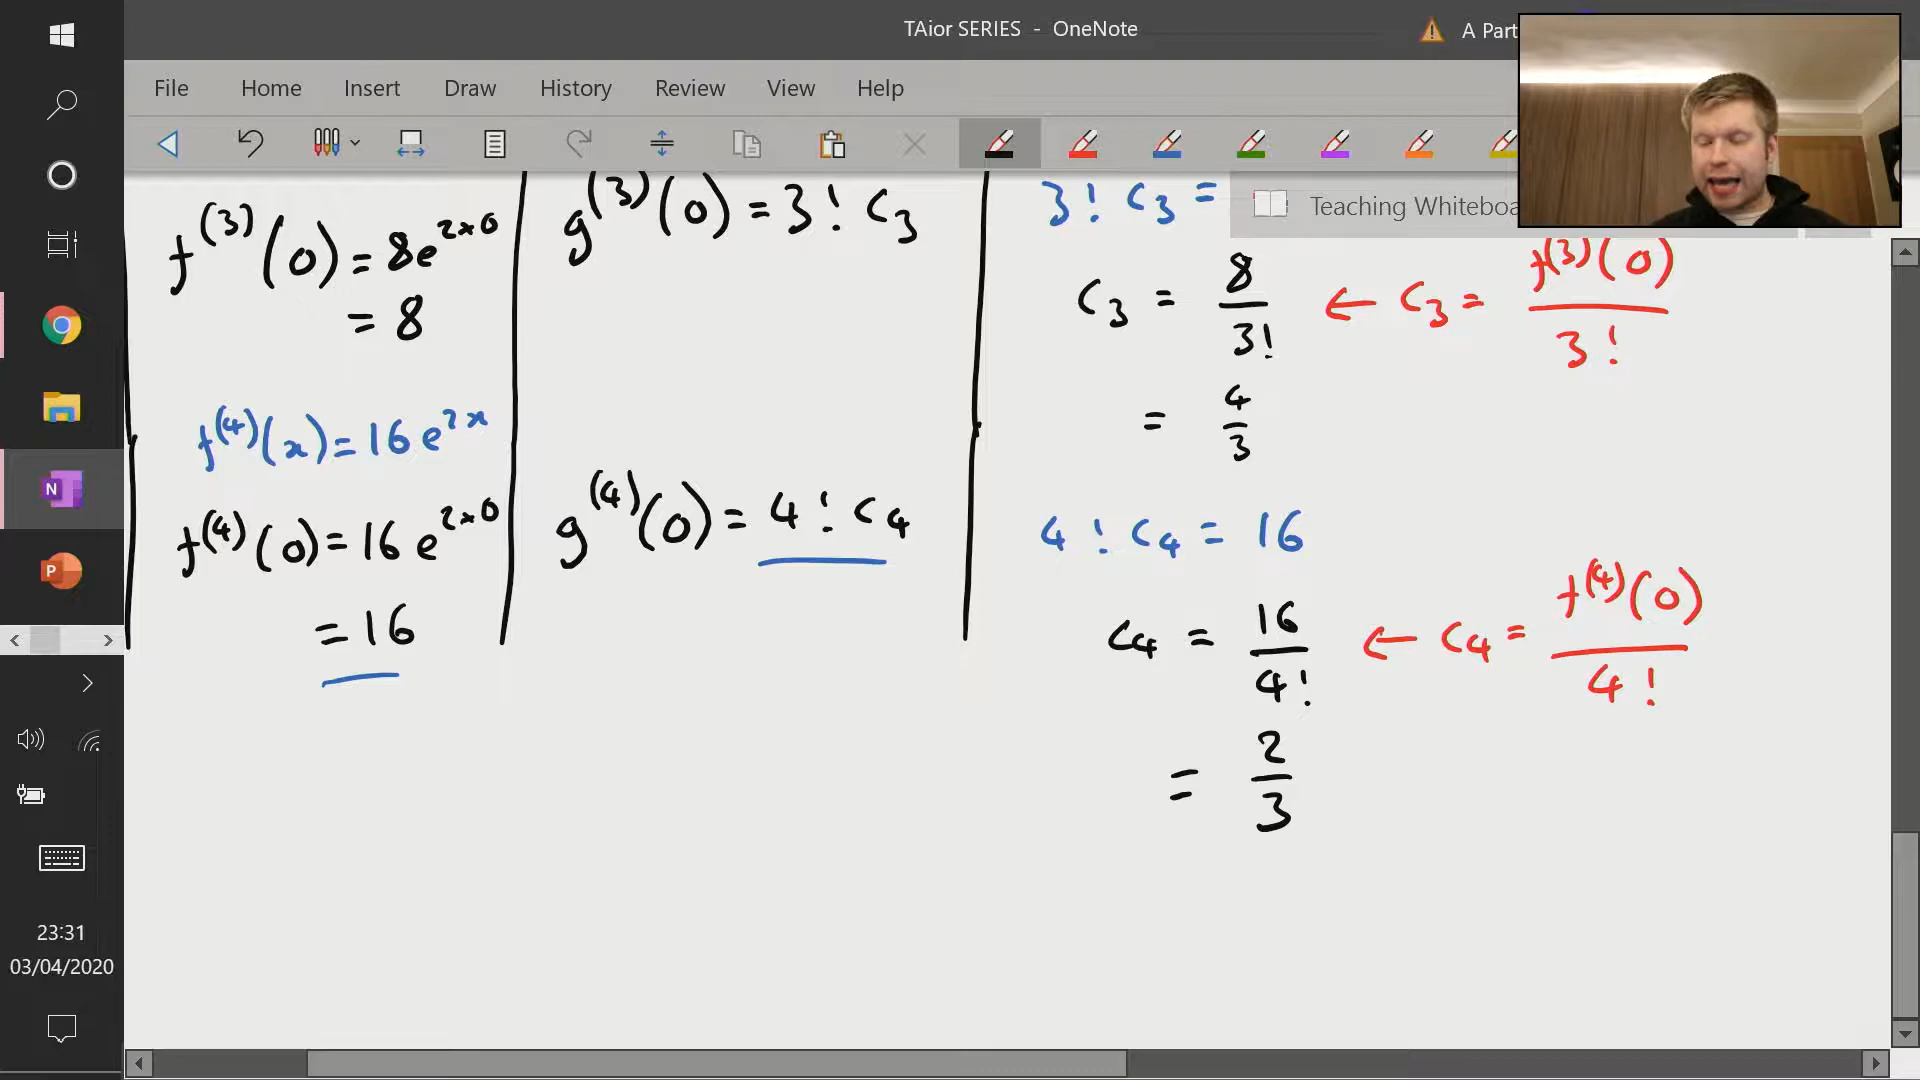 TAior SERIES - OneNote
A Part
File Home Insert Draw History Review View Help
Teaching Whiteboa
f^(3)(0) = 8e^2×0
= 8
f^(4)(x) = 16e^2x
f^(4)(0) = 16e^2×0
= 16
g^(3)(0) = 3! c₃
g^(4)(0) = 4! c₄
3! c₃ =
c₃ = 8/3! ← c₃ = f^(3)(0)/3!
= 4/3
4! c₄ = 16
c₄ = 16/4! ← c₄ = f^(4)(0)/4!
= 2/3
N
P
23:31
03/04/2020